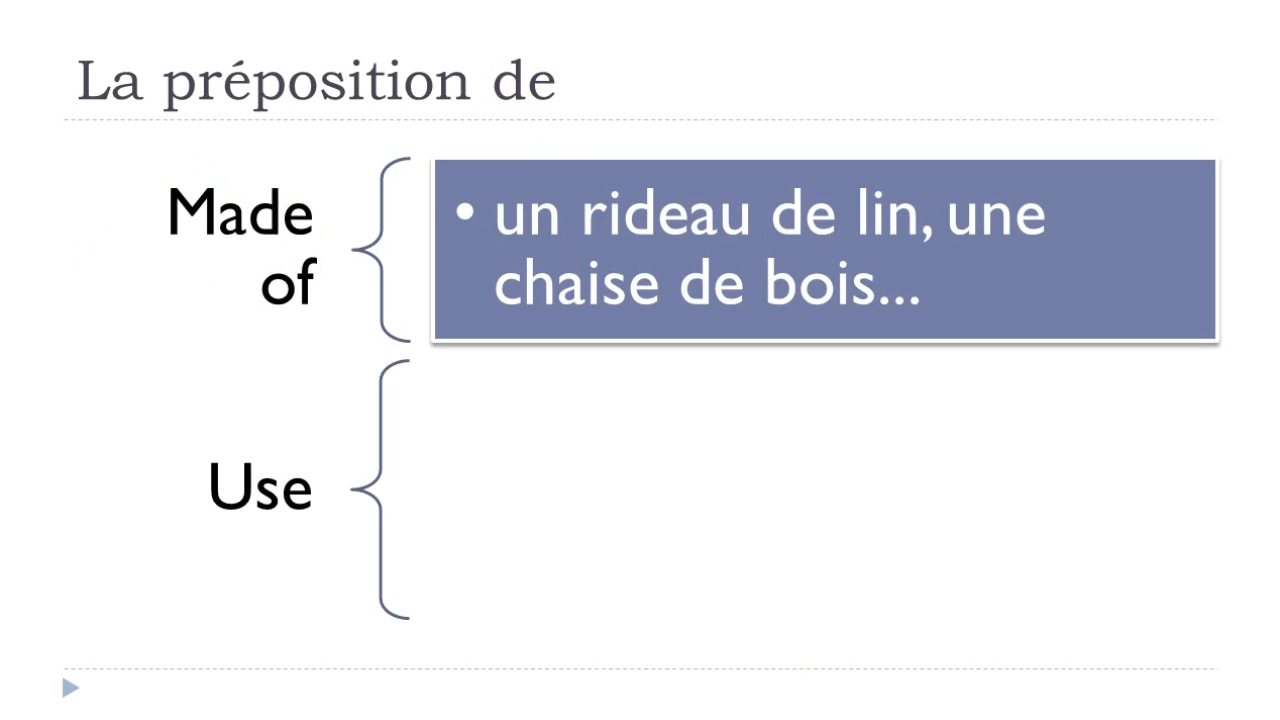 La préposition de
Made
of
• un rideau de lin, une
chaise de bois...
Use